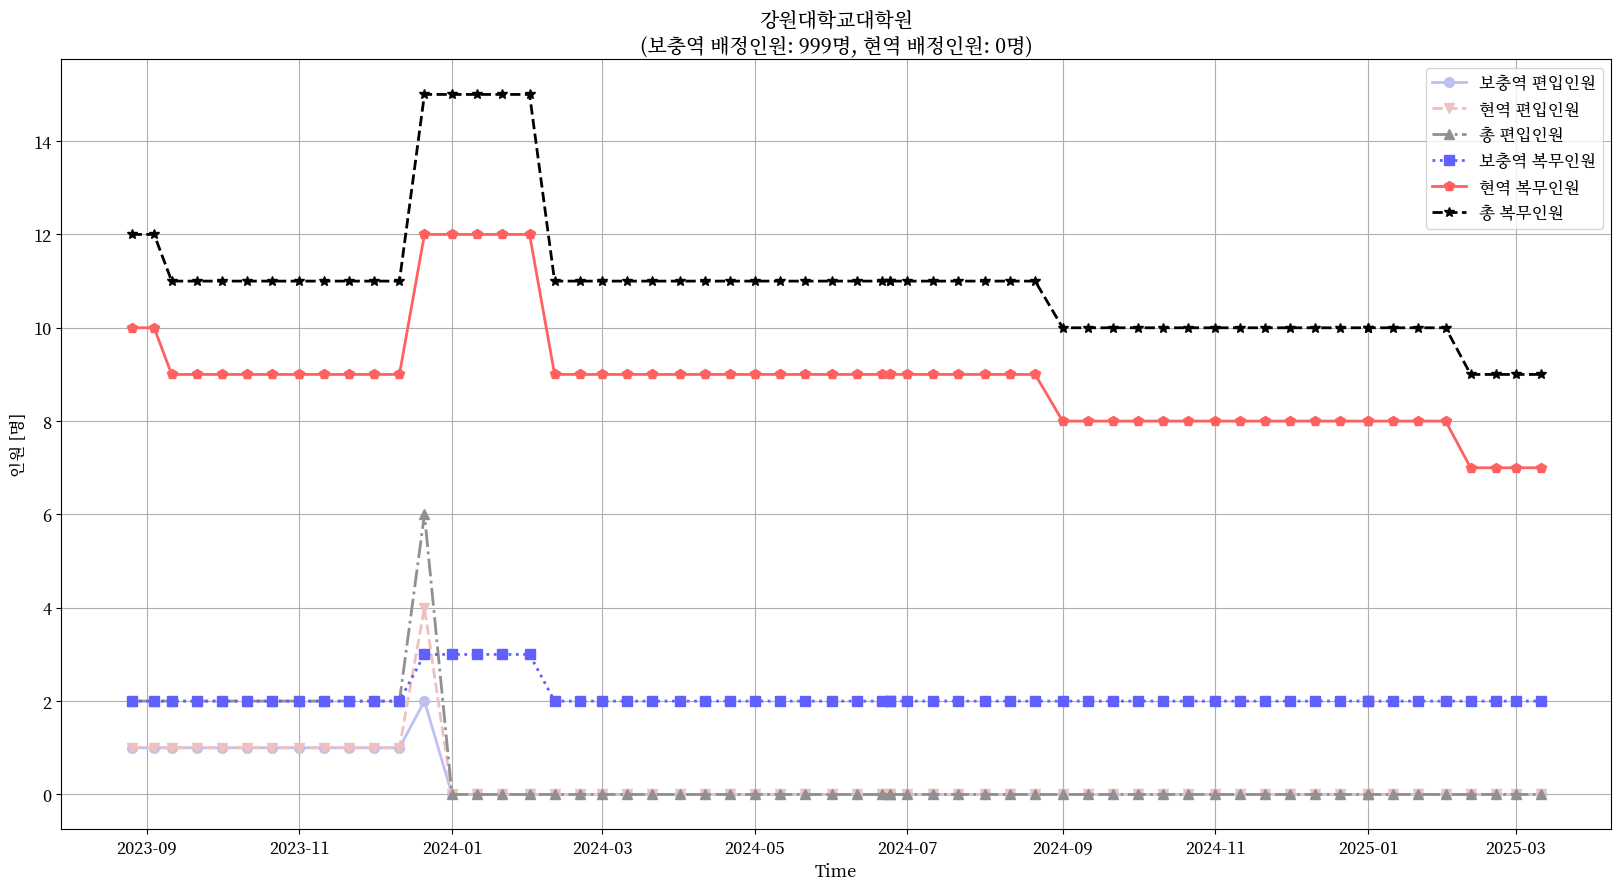 강원대학교대학원
(보충역 배정인원: 999명, 현역 배정인원: 0명)
보충역 편입인원
현역 편입인원
총 편입인원
보충역 복무인원
현역 복무인원
총 복무인원
인원 [명]
14
12
10
8
6
4
2
0
2023-09
2023-11
2024-01
2024-03
2024-05
2024-07
2024-09
2024-11
2025-01
2025-03
Time